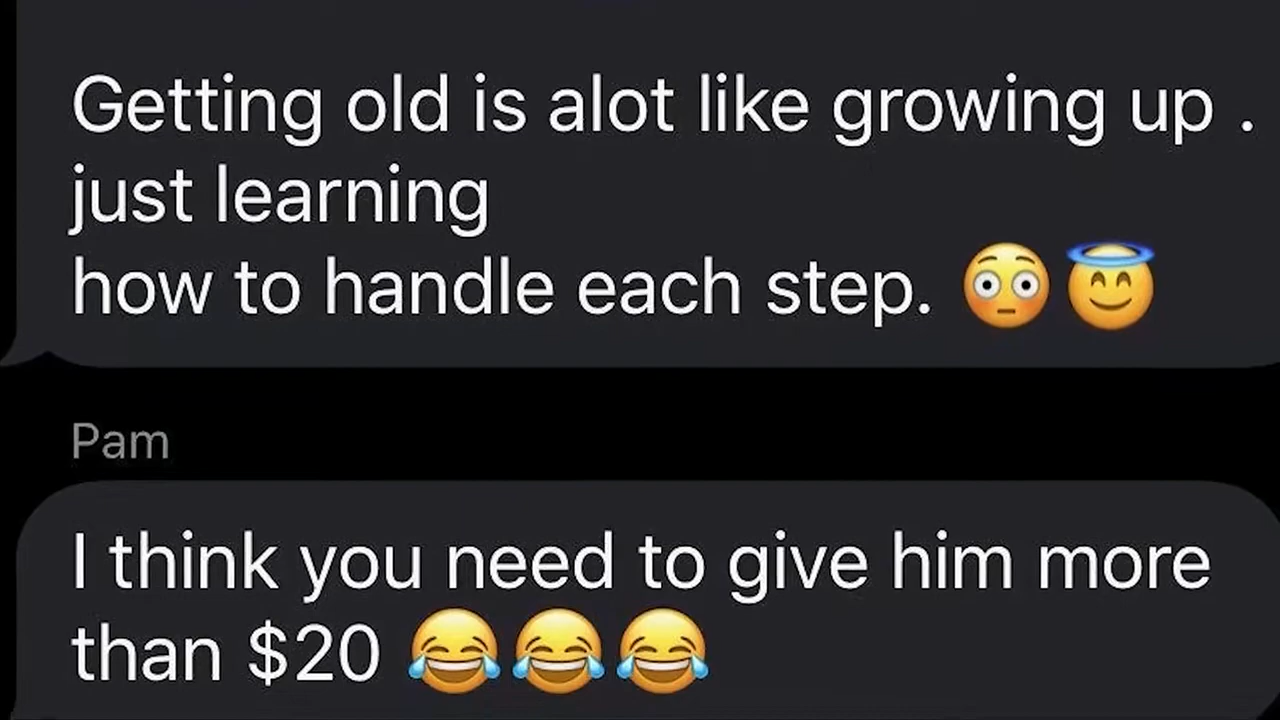 Getting old is alot like growing up .
just learning
how to handle each step. 😳😇
Pam
I think you need to give him more
than $20 😂😂😂